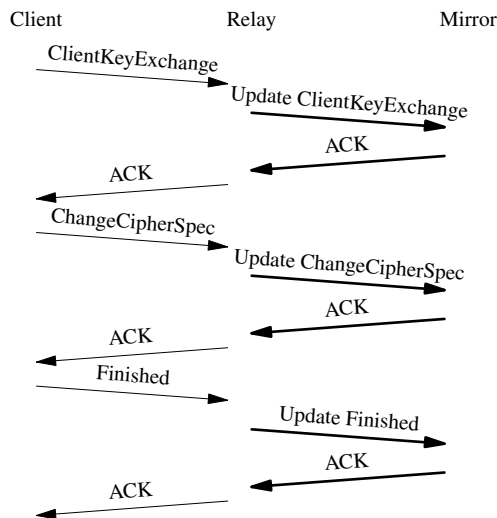 Client Relay Mirror
ClientKeyExchange
Update ClientKeyExchange
ACK
ACK
ChangeCipherSpec
Update ChangeCipherSpec
ACK
ACK
Finished
Update Finished
ACK
ACK